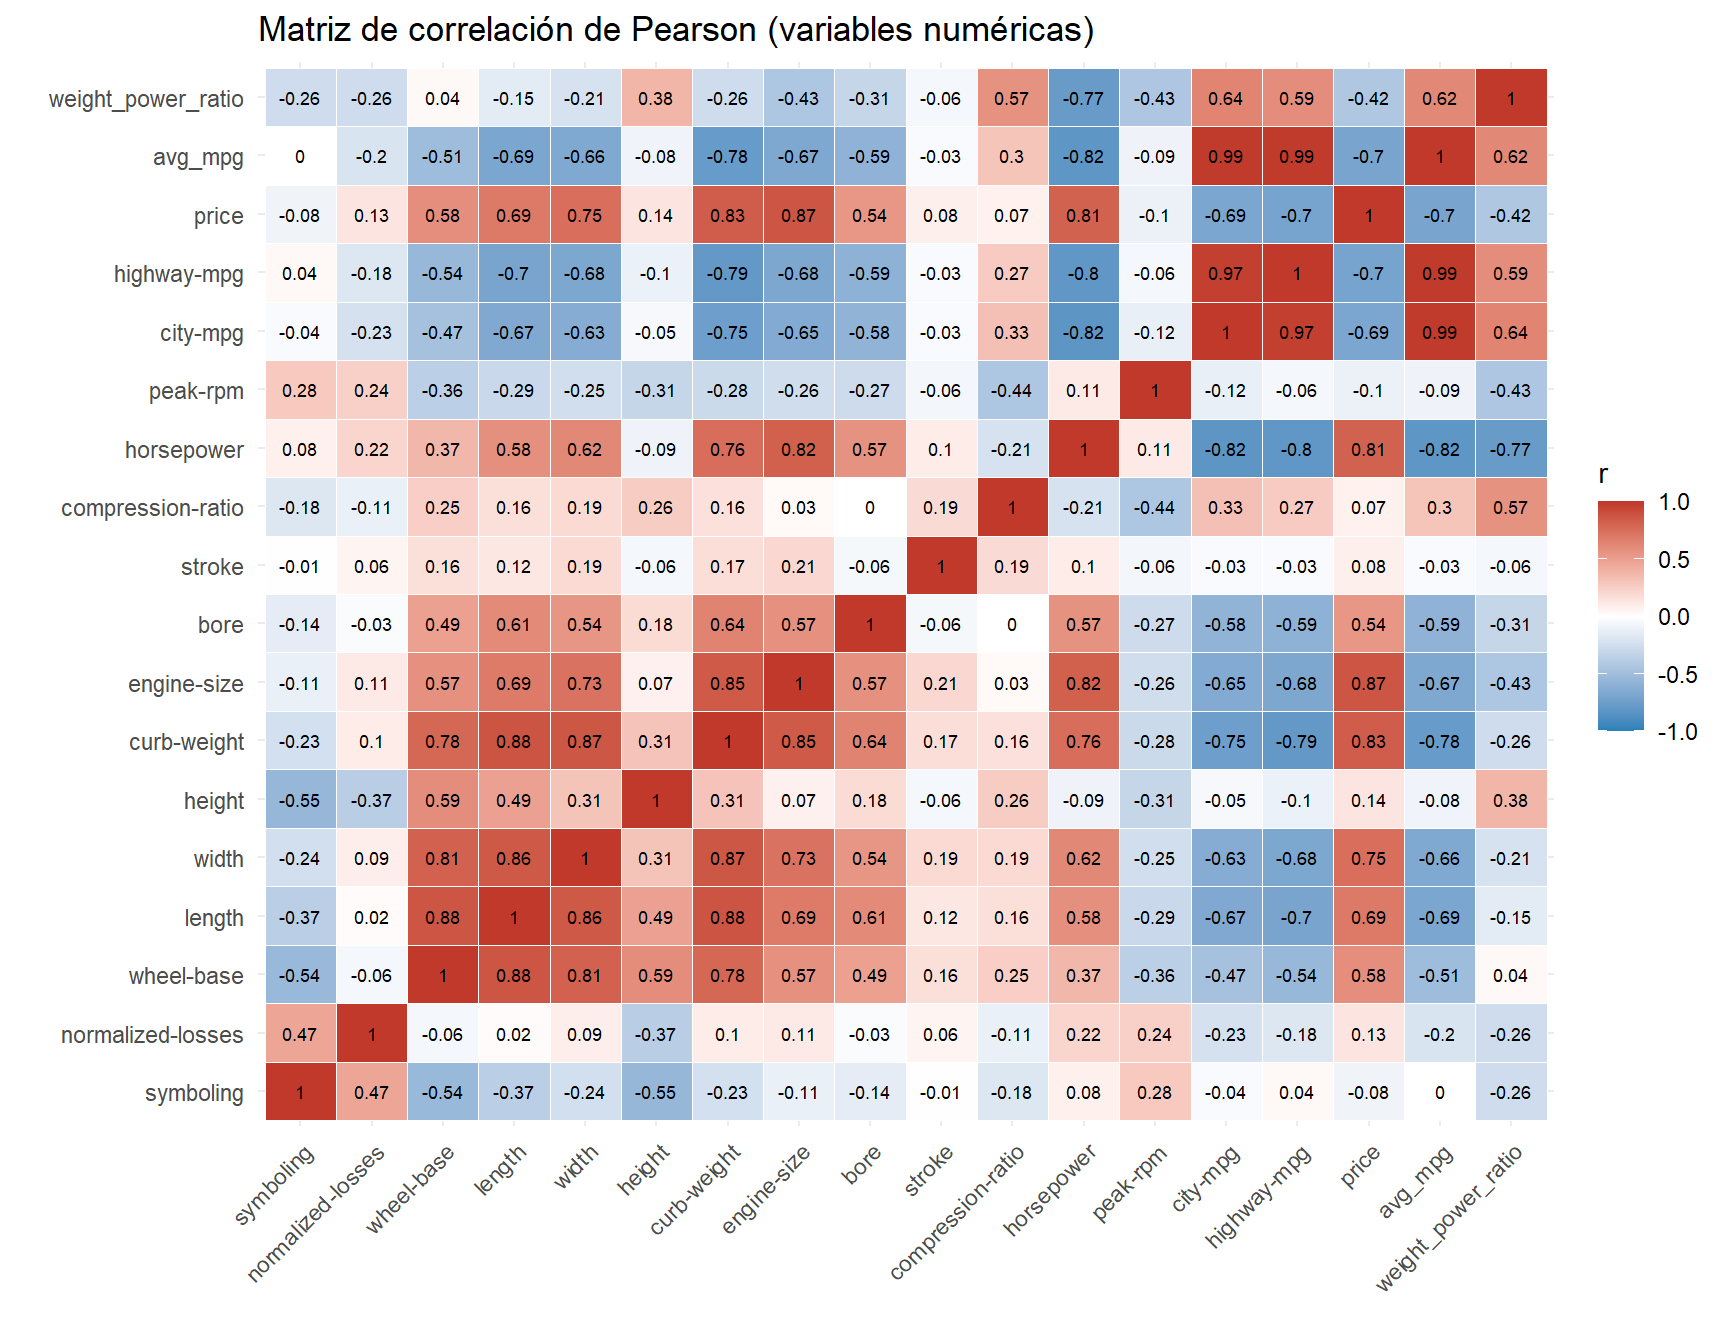 Matriz de correlación de Pearson (variables numéricas)
weight_power_ratio -0.26 -0.26 0.04 -0.15 -0.21 0.38 -0.26 -0.43 -0.31 -0.06 0.57 -0.77 -0.43 0.64 0.59 -0.42 0.62 1
avg_mpg 0 -0.2 -0.51 -0.69 -0.66 -0.08 -0.78 -0.67 -0.59 -0.03 0.3 -0.82 -0.09 0.99 0.99 -0.7 1 0.62
price -0.08 0.13 0.58 0.69 0.75 0.14 0.83 0.87 0.54 0.08 0.07 0.81 -0.1 -0.69 -0.7 1 -0.7 -0.42
highway-mpg 0.04 -0.18 -0.54 -0.7 -0.68 -0.1 -0.79 -0.68 -0.59 -0.03 0.27 -0.8 -0.06 0.97 1 -0.7 0.99 0.59
city-mpg -0.04 -0.23 -0.47 -0.67 -0.63 -0.05 -0.75 -0.65 -0.58 -0.03 0.33 -0.82 -0.12 1 0.97 -0.69 0.99 0.64
peak-rpm 0.28 0.24 -0.36 -0.29 -0.25 -0.31 -0.28 -0.26 -0.27 -0.06 -0.44 0.11 1 -0.12 -0.06 -0.1 -0.09 -0.43
horsepower 0.08 0.22 0.37 0.58 0.62 -0.09 0.76 0.82 0.57 0.1 -0.21 1 0.11 -0.82 -0.8 0.81 -0.82 -0.77
compression-ratio -0.18 -0.11 0.25 0.16 0.19 0.26 0.16 0.03 0 0.19 1 -0.21 -0.44 0.33 0.27 0.07 0.3 0.57
stroke -0.01 0.06 0.16 0.12 0.19 -0.06 0.17 0.21 -0.06 1 0.19 0.1 -0.06 -0.03 -0.03 0.08 -0.03 -0.06
bore -0.14 -0.03 0.49 0.61 0.54 0.18 0.64 0.57 1 -0.06 0 0.57 -0.27 -0.58 -0.59 0.54 -0.59 -0.31
engine-size -0.11 0.11 0.57 0.69 0.73 0.07 0.85 1 0.57 0.21 0.03 0.82 -0.26 -0.65 -0.68 0.87 -0.67 -0.43
curb-weight -0.23 0.1 0.78 0.88 0.87 0.31 1 0.85 0.64 0.17 0.16 0.76 -0.28 -0.75 -0.79 0.83 -0.78 -0.26
height -0.55 -0.37 0.59 0.49 0.31 1 0.31 0.07 0.18 -0.06 0.26 -0.09 -0.31 -0.05 -0.1 0.14 -0.08 0.38
width -0.24 0.09 0.81 0.86 1 0.31 0.87 0.73 0.54 0.19 0.19 0.62 -0.25 -0.63 -0.68 0.75 -0.66 -0.21
length -0.37 0.02 0.88 1 0.86 0.49 0.88 0.69 0.61 0.12 0.16 0.58 -0.29 -0.67 -0.7 0.69 -0.69 -0.15
wheel-base -0.54 -0.06 1 0.88 0.81 0.59 0.78 0.57 0.49 0.16 0.25 0.37 -0.36 -0.47 -0.54 0.58 -0.51 0.04
normalized-losses 0.47 1 -0.06 0.02 0.09 -0.37 0.1 0.11 -0.03 0.06 -0.11 0.22 0.24 -0.23 -0.18 0.13 -0.2 -0.26
symboling 1 0.47 -0.54 -0.37 -0.24 -0.55 -0.23 -0.11 -0.14 -0.01 -0.18 0.08 0.28 -0.04 0.04 -0.08 0 -0.26
symboling
normalized-losses
wheel-base
length
width
height
curb-weight
engine-size
bore
stroke
compression-ratio
horsepower
peak-rpm
city-mpg
highway-mpg
price
avg_mpg
weight_power_ratio
r
1.0
0.5
0.0
-0.5
-1.0